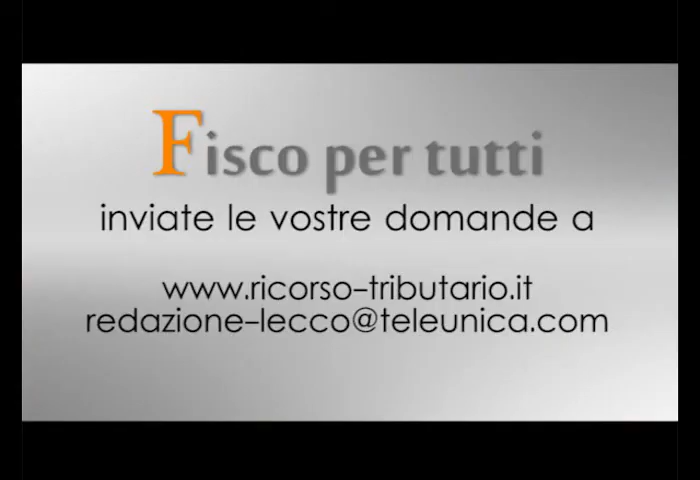 Fisco per tutti
inviate le vostre domande a
www.ricorso-tributario.it
redazione-lecco@teleunica.com